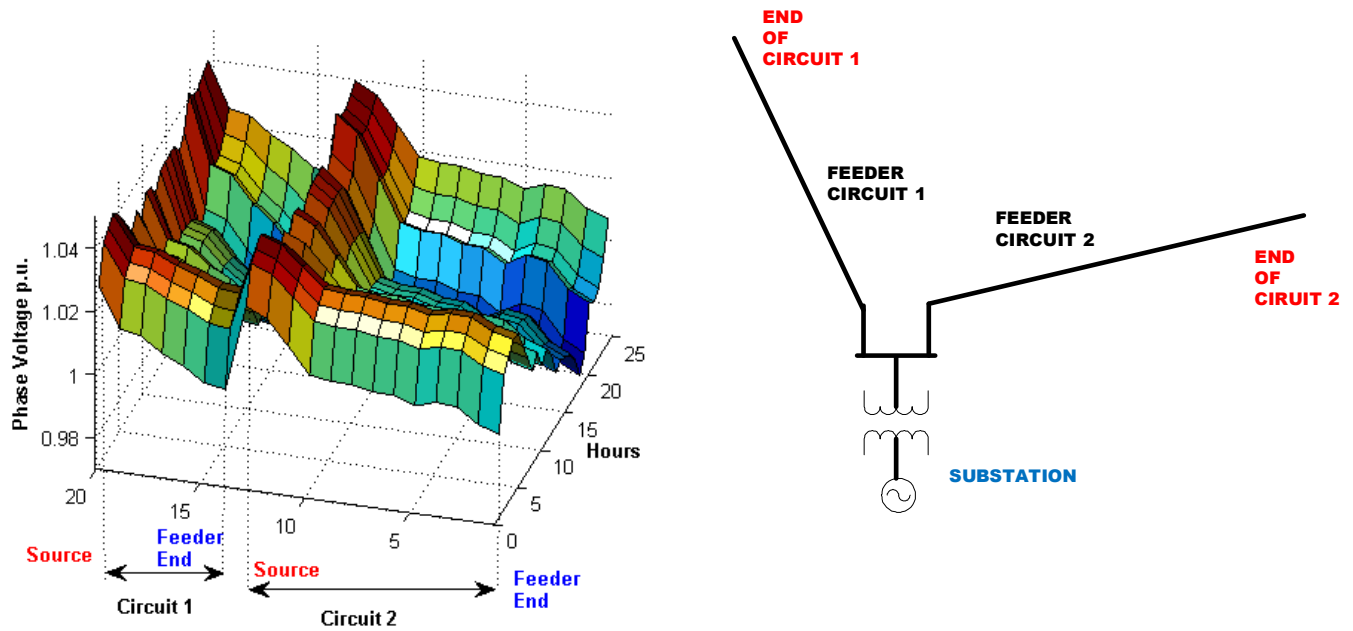 1.04
1.02
1
0.98
Phase Voltage p.u.
20
15
10
5
0
5
10
15
20
25
Hours
Source
Feeder
End
Source
Feeder
End
Circuit 1
Circuit 2
END
OF
CIRCUIT 1
FEEDER
CIRCUIT 1
FEEDER
CIRCUIT 2
END
OF
CIRUIT 2
SUBSTATION